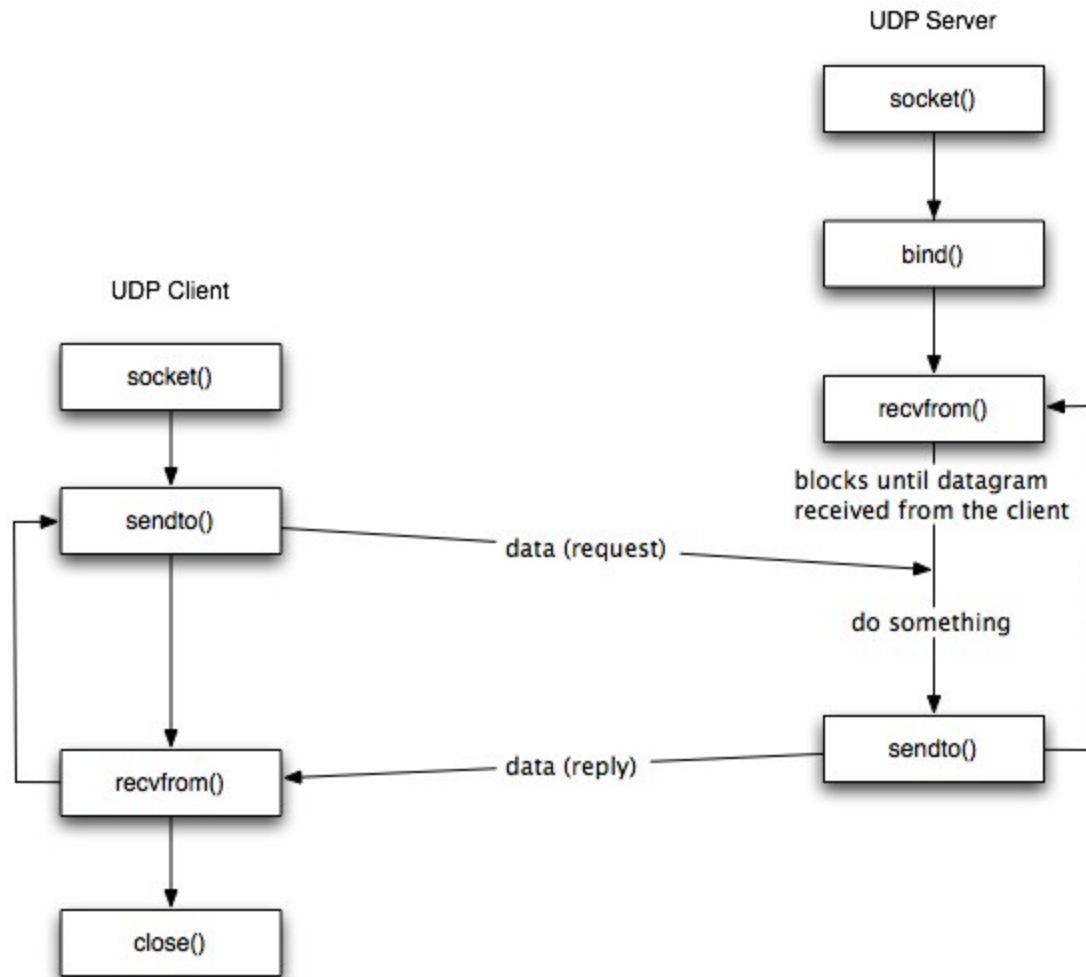 UDP Server
socket()
bind()
UDP Client
socket()
recvfrom()
blocks until datagram
received from the client
sendto()
data (request)
do something
sendto()
data (reply)
recvfrom()
close()